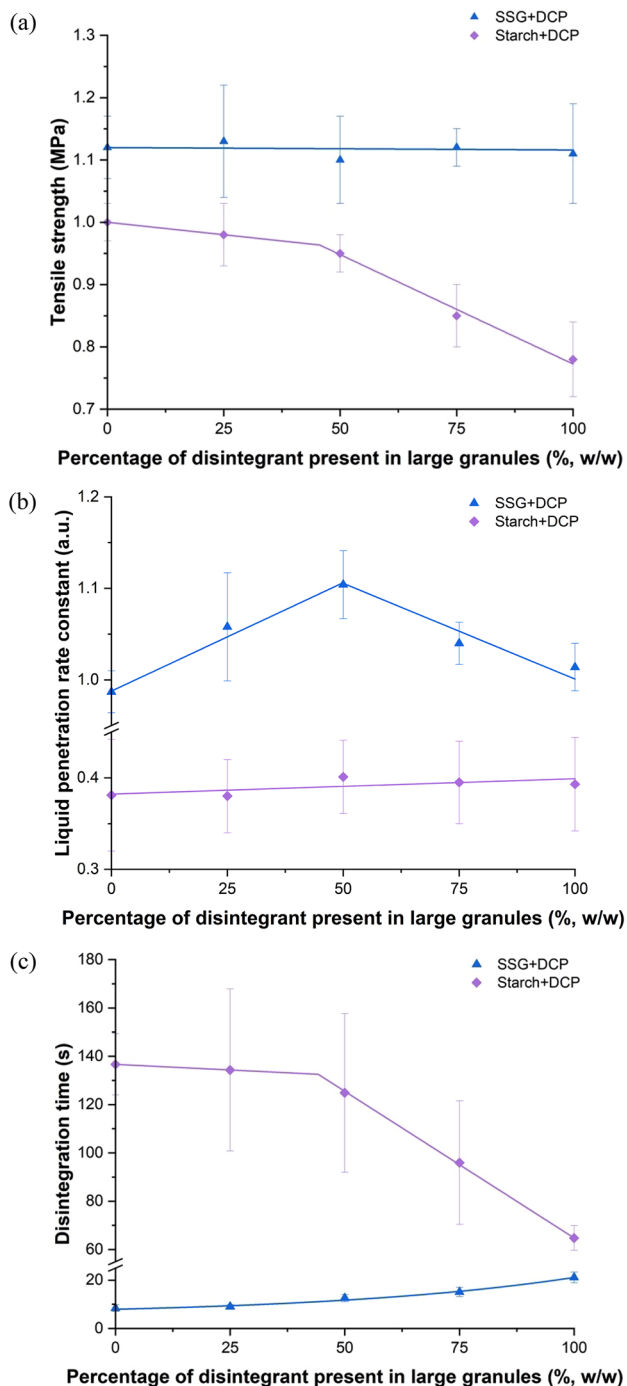 (a)
SSG+DCP
Starch+DCP
1.3
1.2
1.1
1.0
0.9
0.8
0.7
Tensile strength (MPa)
0 25 50 75 100
Percentage of disintegrant present in large granules (%, w/w)
(b)
SSG+DCP
Starch+DCP
1.2
1.1
1.0
0.4
0.3
Liquid penetration rate constant (a.u.)
0 25 50 75 100
Percentage of disintegrant present in large granules (%, w/w)
(c)
SSG+DCP
Starch+DCP
180
160
140
120
100
80
60
20
0
Disintegration time (s)
0 25 50 75 100
Percentage of disintegrant present in large granules (%, w/w)